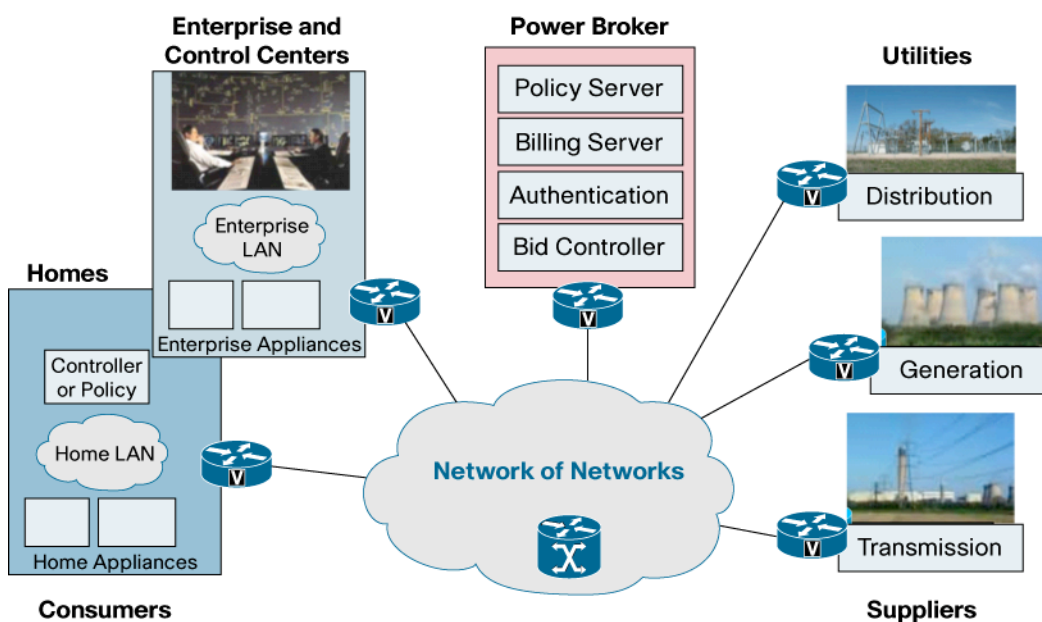 Enterprise and
Control Centers
Power Broker
Utilities
Policy Server
Billing Server
Authentication
Bid Controller
Distribution
Enterprise
LAN
Homes
V
V
V
Enterprise Appliances
Controller
or Policy
Generation
V
Home LAN
V
Network of Networks
Home Appliances
V
Transmission
Consumers
Suppliers